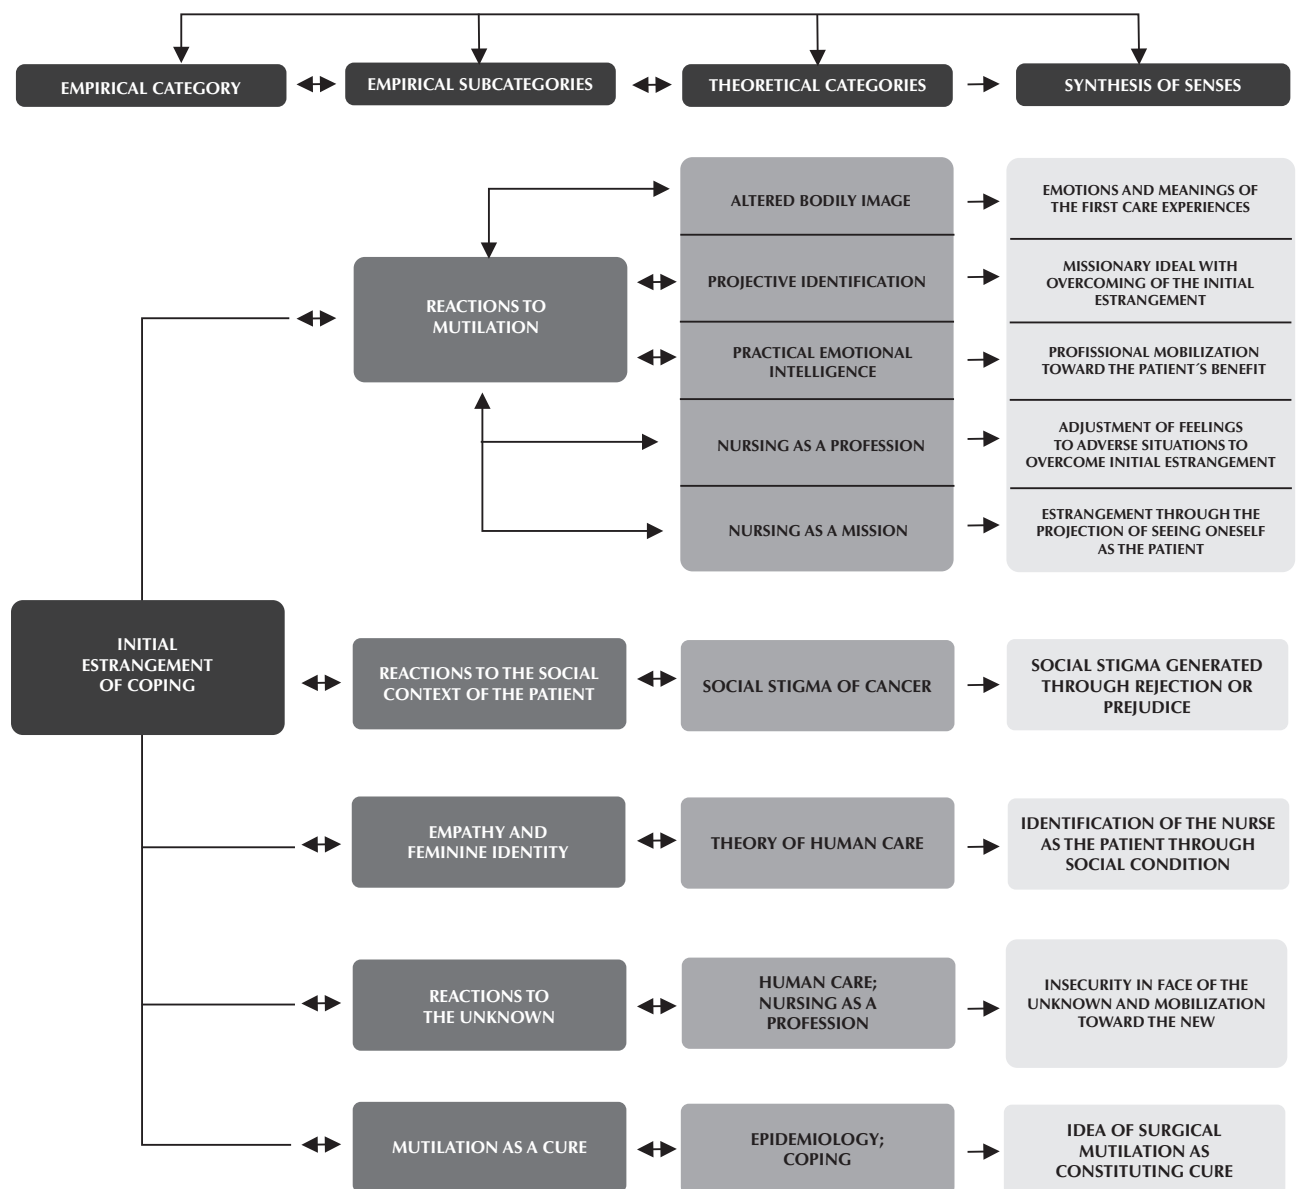 EMPIRICAL CATEGORY
EMPIRICAL SUBCATEGORIES
THEORETICAL CATEGORIES
SYNTHESIS OF SENSES
INITIAL
ESTRANGEMENT
OF COPING
REACTIONS TO
MUTILATION
ALTERED BODILY IMAGE
EMOTIONS AND MEANINGS OF
THE FIRST CARE EXPERIENCES
PROJECTIVE IDENTIFICATION
MISSIONARY IDEAL WITH
OVERCOMING OF THE INITIAL
ESTRANGEMENT
PRACTICAL EMOTIONAL
INTELLIGENCE
PROFISSIONAL MOBILIZATION
TOWARD THE PATIENT´S BENEFIT
NURSING AS A PROFESSION
ADJUSTMENT OF FEELINGS
TO ADVERSE SITUATIONS TO
OVERCOME INITIAL ESTRANGEMENT
NURSING AS A MISSION
ESTRANGEMENT THROUGH THE
PROJECTION OF SEEING ONESELF
AS THE PATIENT
REACTIONS TO THE SOCIAL
CONTEXT OF THE PATIENT
SOCIAL STIGMA OF CANCER
SOCIAL STIGMA GENERATED
THROUGH REJECTION OR
PREJUDICE
EMPATHY AND
FEMININE IDENTITY
THEORY OF HUMAN CARE
IDENTIFICATION OF THE NURSE
AS THE PATIENT THROUGH
SOCIAL CONDITION
REACTIONS TO
THE UNKNOWN
HUMAN CARE;
NURSING AS A
PROFESSION
INSECURITY IN FACE OF THE
UNKNOWN AND MOBILIZATION
TOWARD THE NEW
MUTILATION AS A CURE
EPIDEMIOLOGY;
COPING
IDEA OF SURGICAL
MUTILATION AS
CONSTITUTING CURE